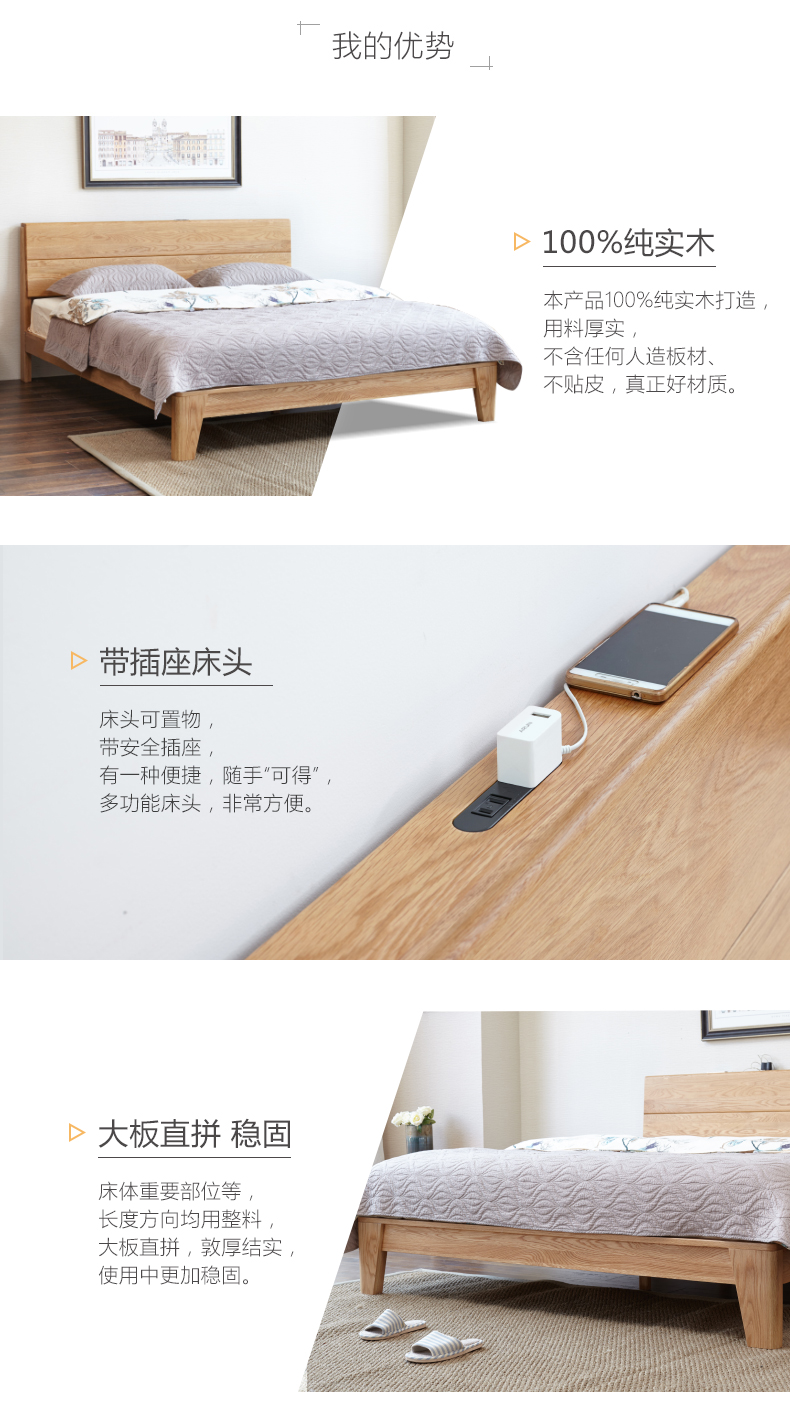 我的优势
100%纯实木
本产品100%纯实木打造，
用料厚实，
不含任何人造板材、
不贴皮，真正好材质。
带插座床头
床头可置物，
带安全插座，
有一种便捷，随手“可得”，
多功能床头，非常方便。
大板直拼 稳固
床体重要部位等，
长度方向均用整料，
大板直拼，敦厚结实，
使用中更加稳固。